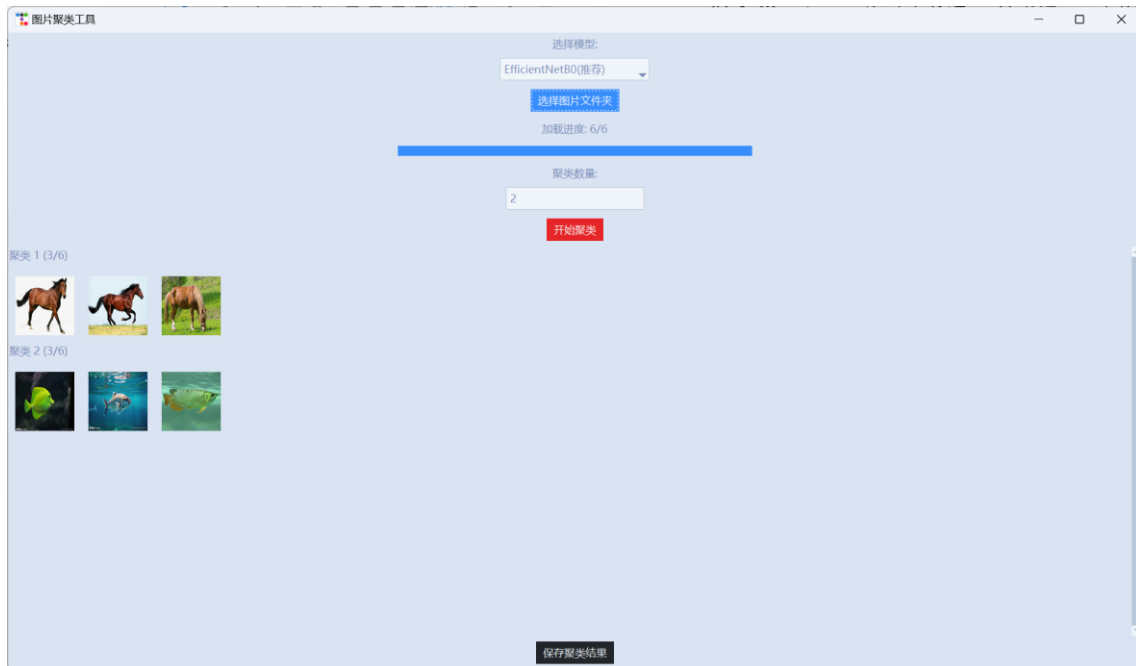 图片聚类工具
选择模型:
EfficientNetB0(推荐)
选择图片文件夹
加载进度: 6/6
聚类数量:
2
开始聚类
聚类 1 (3/6)
聚类 2 (3/6)
保存聚类结果